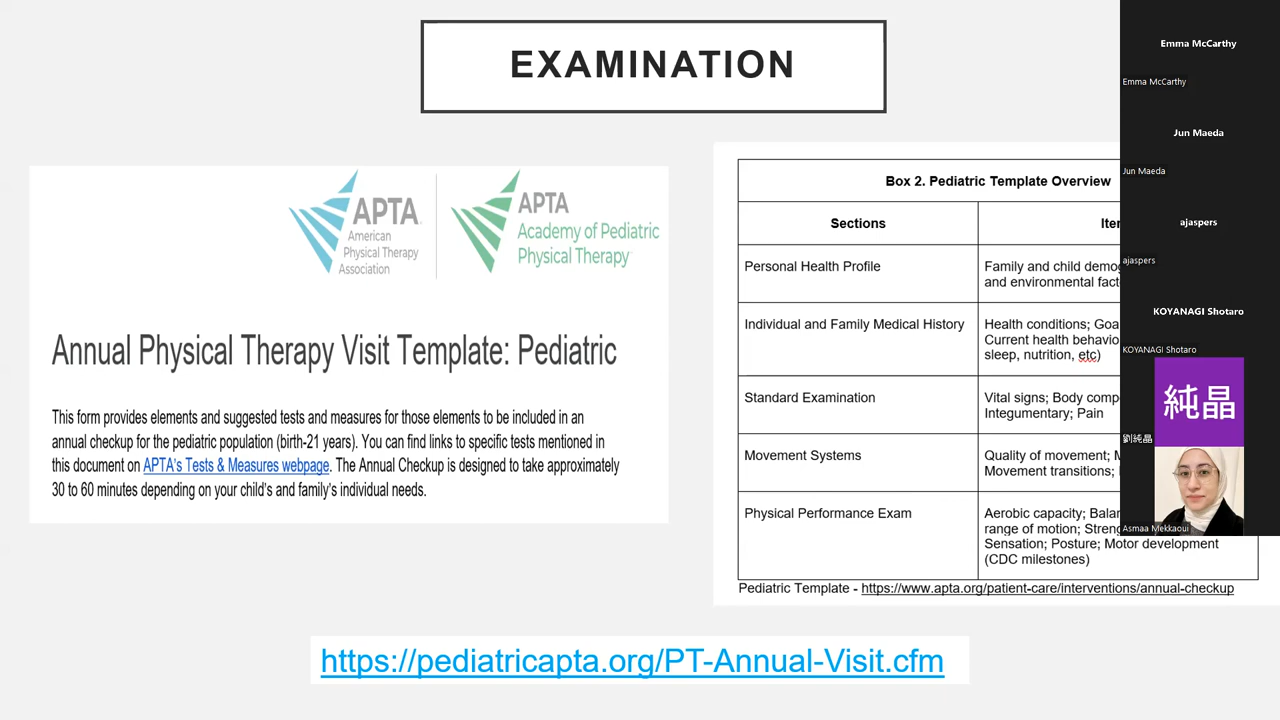 EXAMINATION
APTA
American
Physical Therapy
Association
APTA
Academy of Pediatric
Physical Therapy
Annual Physical Therapy Visit Template: Pediatric
This form provides elements and suggested tests and measures for those elements to be included in an
annual checkup for the pediatric population (birth-21 years). You can find links to specific tests mentioned in
this document on APTA's Tests & Measures webpage. The Annual Checkup is designed to take approximately
30 to 60 minutes depending on your child's and family's individual needs.
Box 2. Pediatric Template Overview
Sections
Personal Health Profile
Family and child
and environmental
Individual and Family Medical History
Health conditions;
Current health
sleep, nutrition, etc)
Standard Examination
Vital signs; Body
Integumentary; Pain
Movement Systems
Quality of movement;
Movement transitions;
Physical Performance Exam
Aerobic capacity;
range of motion;
Sensation; Posture; Motor development
(CDC milestones)
Pediatric Template - https://www.apta.org/patient-care/interventions/annual-checkup
https://pediatricapta.org/PT-Annual-Visit.cfm
Emma McCarthy
Emma McCarthy
Jun Maeda
Jun Maeda
ajaspers
ajaspers
KOYANAGI Shotaro
KOYANAGI Shotaro
純晶
劉純晶
Asmaa Mekkaoui